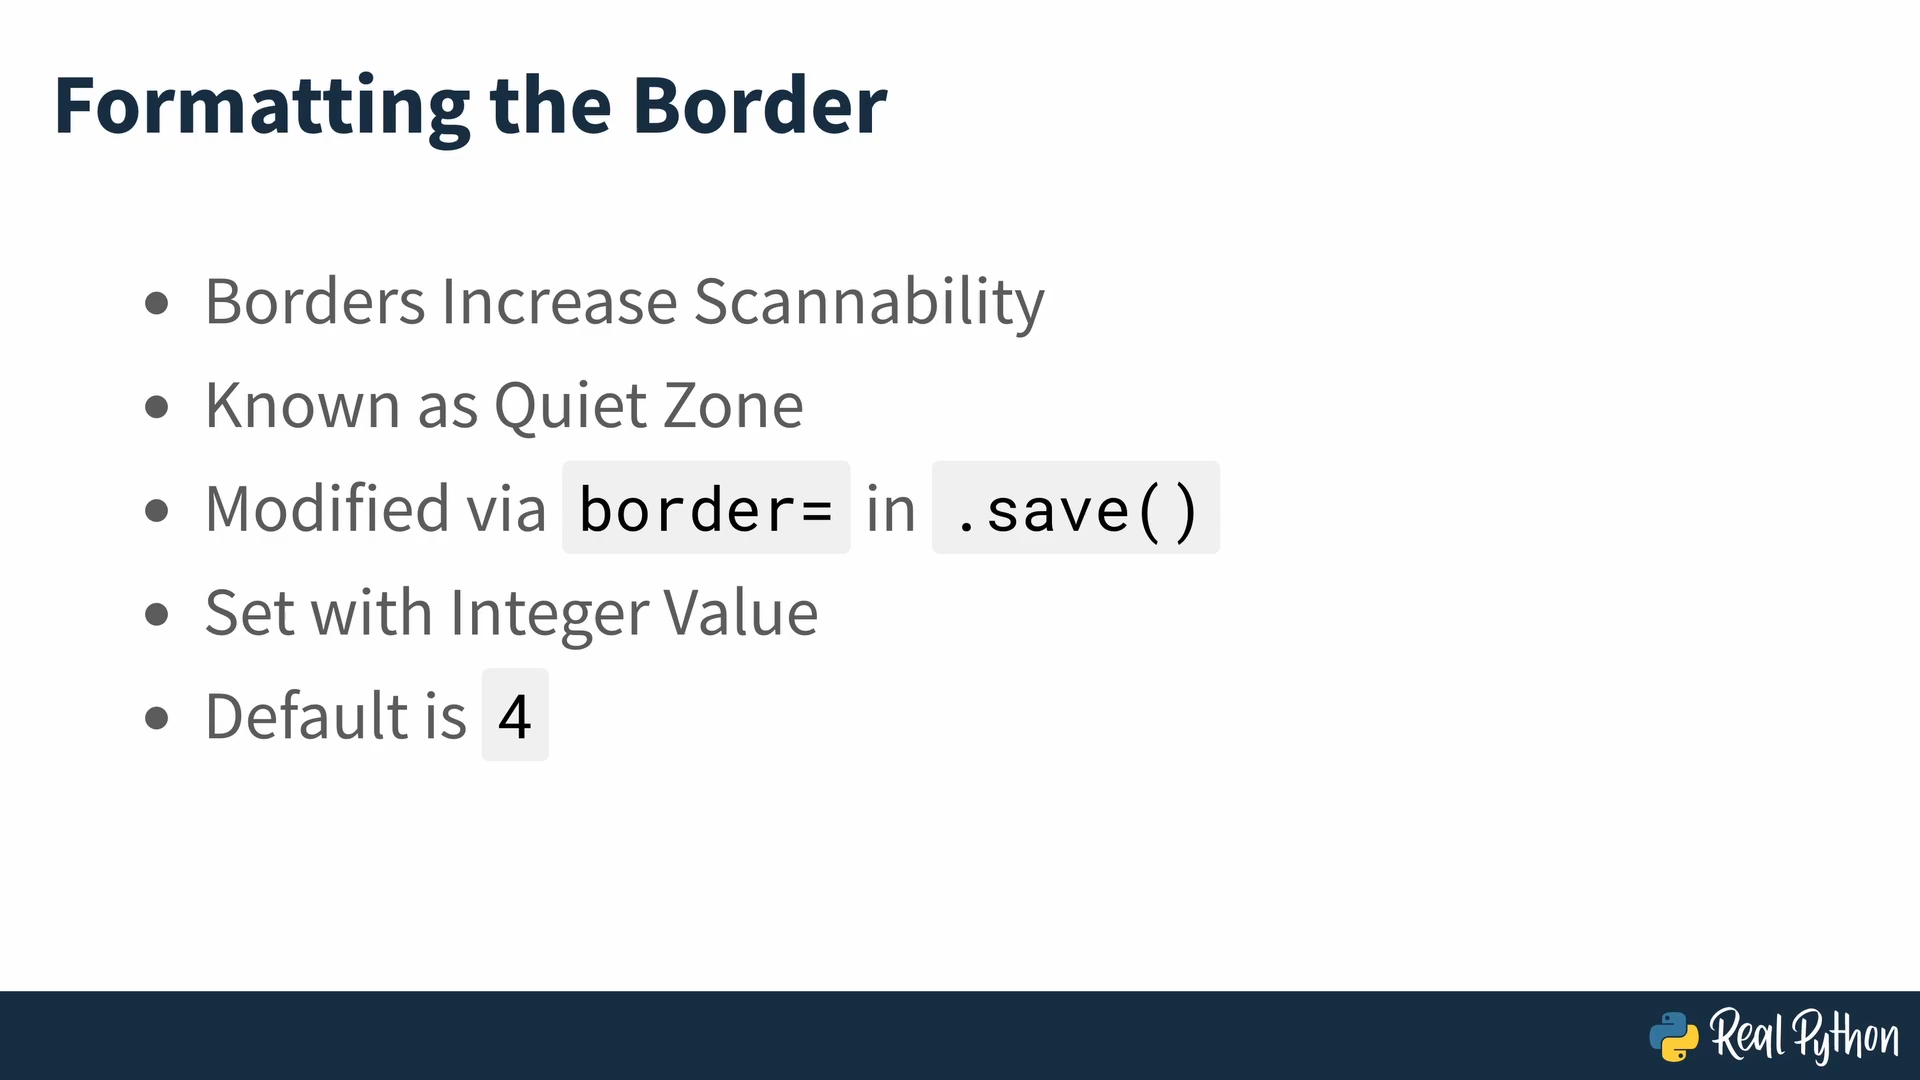 Formatting the Border
• Borders Increase Scannability
• Known as Quiet Zone
• Modified via border= in .save()
• Set with Integer Value
• Default is 4
Real Python